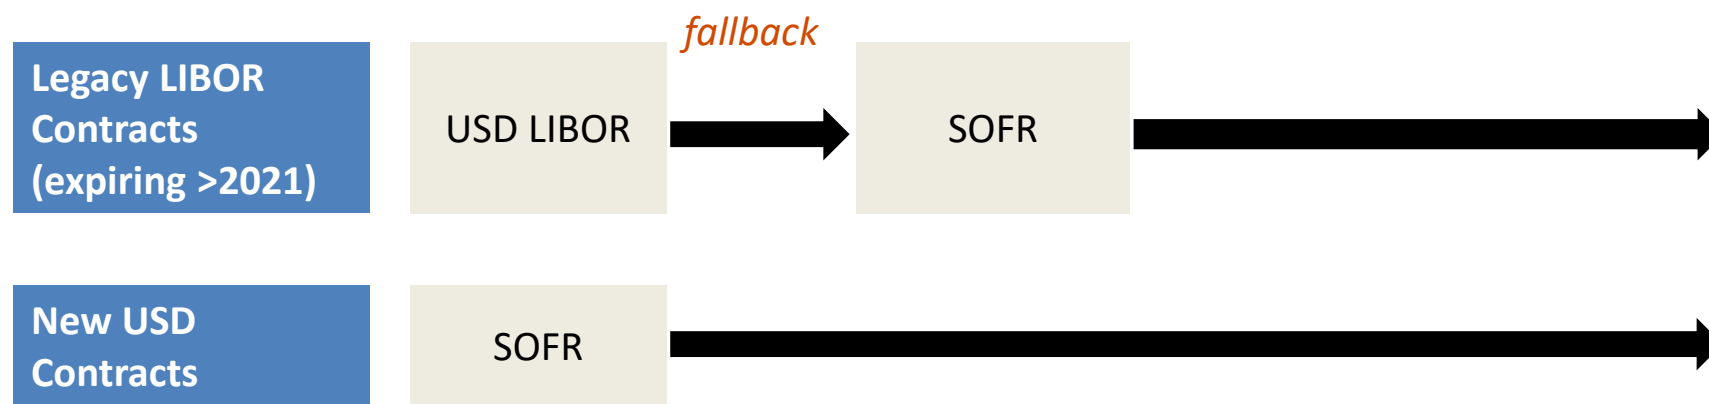 fallback
Legacy LIBOR
Contracts
(expiring >2021)
USD LIBOR
SOFR
New USD
Contracts
SOFR